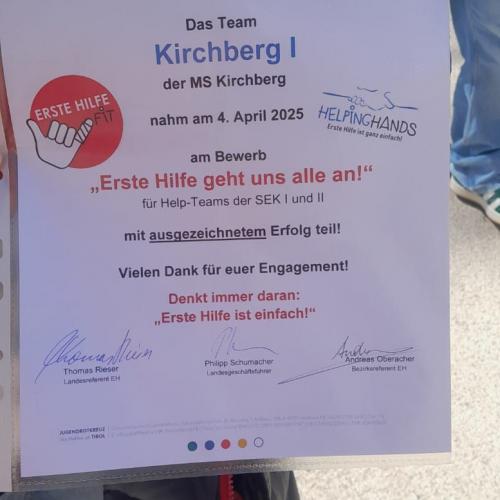 Das Team
Kirchberg I
der MS Kirchberg
nahm am 4. April 2025
ERSTE HILFE
FIT
HELPINGHANDS
Erste Hilfe ist ganz einfach!
am Bewerb
„Erste Hilfe geht uns alle an!“
für Help-Teams der SEK I und II
mit ausgezeichnetem Erfolg teil!
Vielen Dank für euer Engagement!
Denkt immer daran:
„Erste Hilfe ist einfach!“
Thomas Rieser
Landesreferent EH
Philipp Schumacher
Landesgeschäftsführer
Andreas Oberacher
Bezirksreferent EH
JUGENDROTKREUZ
TIROL